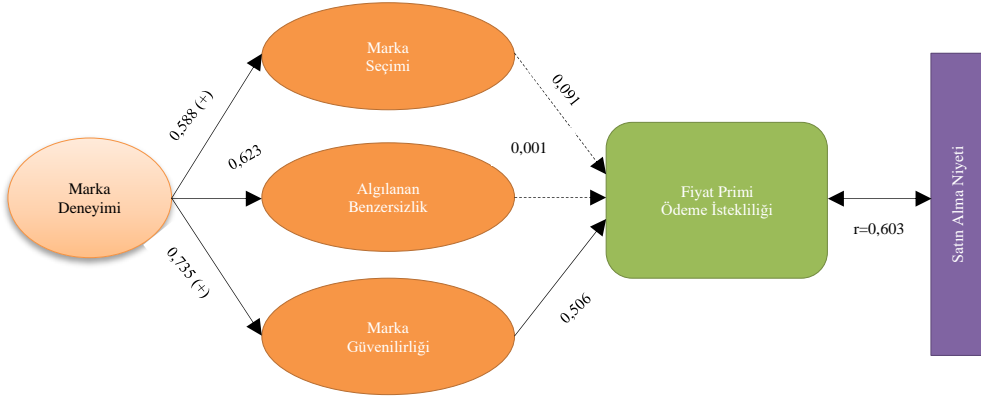 Marka
Deneyimi
0,588 (+)
0,623
0,735 (+)
Marka
Seçimi
Algılanan
Benzersizlik
Marka
Güvenilirliği
0,091
0,001
0,506
Fiyat Primi
Ödeme İstekliliği
r=0,603
Satın Alma Niyeti